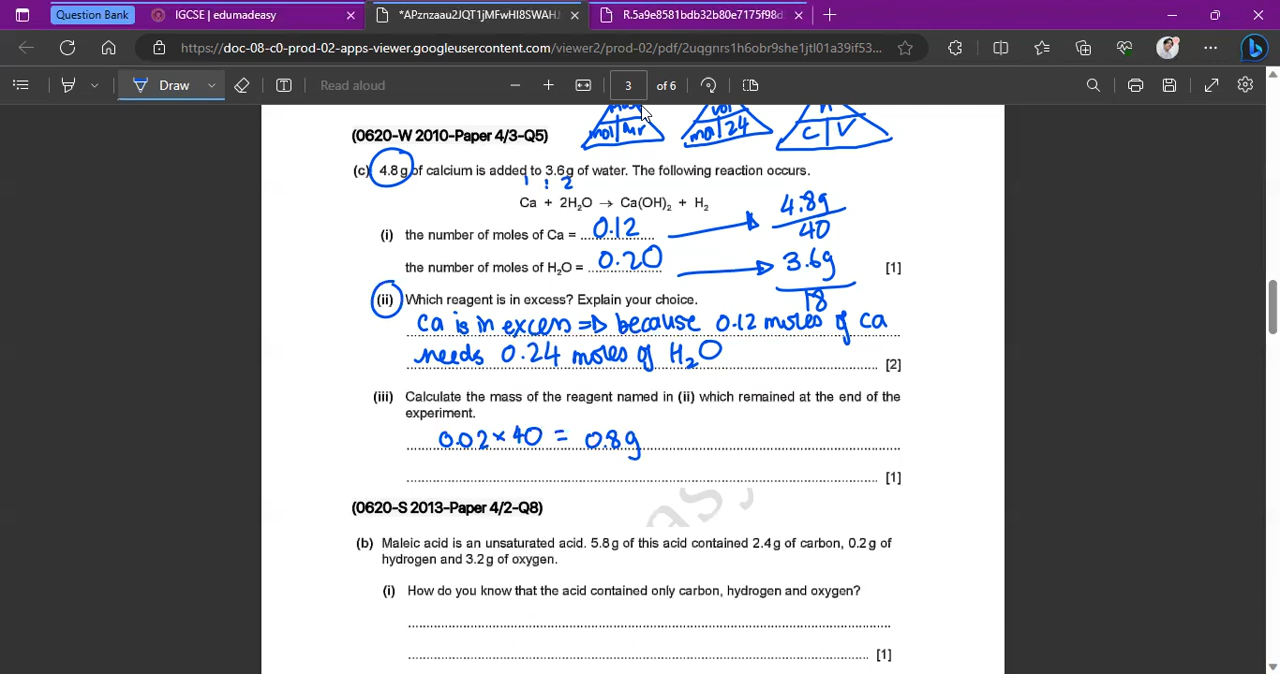 Question Bank
IGCSE | edumadeasy
*APznzaau2JQT1jMFwHI8SWAH
R.5a9e8581bdb32b80e7175f98d
https://doc-08-c0-prod-02-apps-viewer.googleusercontent.com/viewer2/prod-02/pdf/2uqgnrs1h6obr9she1jtl01a39if53...
Draw
Read aloud
3 of 6
mol Mr
mol 24
n
C V
(0620-W 2010-Paper 4/3-Q5)
(c) 4.8 g of calcium is added to 3.6 g of water. The following reaction occurs.
1 : 2
4.8g
Ca + 2H₂O → Ca(OH)₂ + H₂
40
(i) the number of moles of Ca = 0.12
3.6g
the number of moles of H₂O = 0.20 [1]
18
(ii) Which reagent is in excess? Explain your choice.
Ca is in excess ⇒ because 0.12 moles of Ca
needs 0.24 moles of H₂O [2]
(iii) Calculate the mass of the reagent named in (ii) which remained at the end of the
experiment.
0.02 × 40 = 0.8g
[1]
(0620-S 2013-Paper 4/2-Q8)
(b) Maleic acid is an unsaturated acid. 5.8 g of this acid contained 2.4 g of carbon, 0.2 g of
hydrogen and 3.2 g of oxygen.
(i) How do you know that the acid contained only carbon, hydrogen and oxygen?
[1]